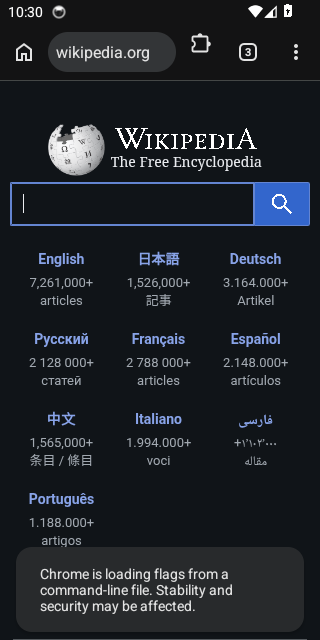 10:30
wikipedia.org
3
WIKIPEDIA
The Free Encyclopedia
English
7,261,000+
articles
日本語
1,526,000+
記事
Deutsch
3.164.000+
Artikel
Русский
2 128 000+
статей
Français
2 788 000+
articles
Español
2.148.000+
artículos
中文
1,565,000+
条目 / 條目
Italiano
1.994.000+
voci
فارسی
۱٬۱۰۳٬۰۰۰+
مقاله
Português
1.188.000+
artigos
Chrome is loading flags from a
command-line file. Stability and
security may be affected.